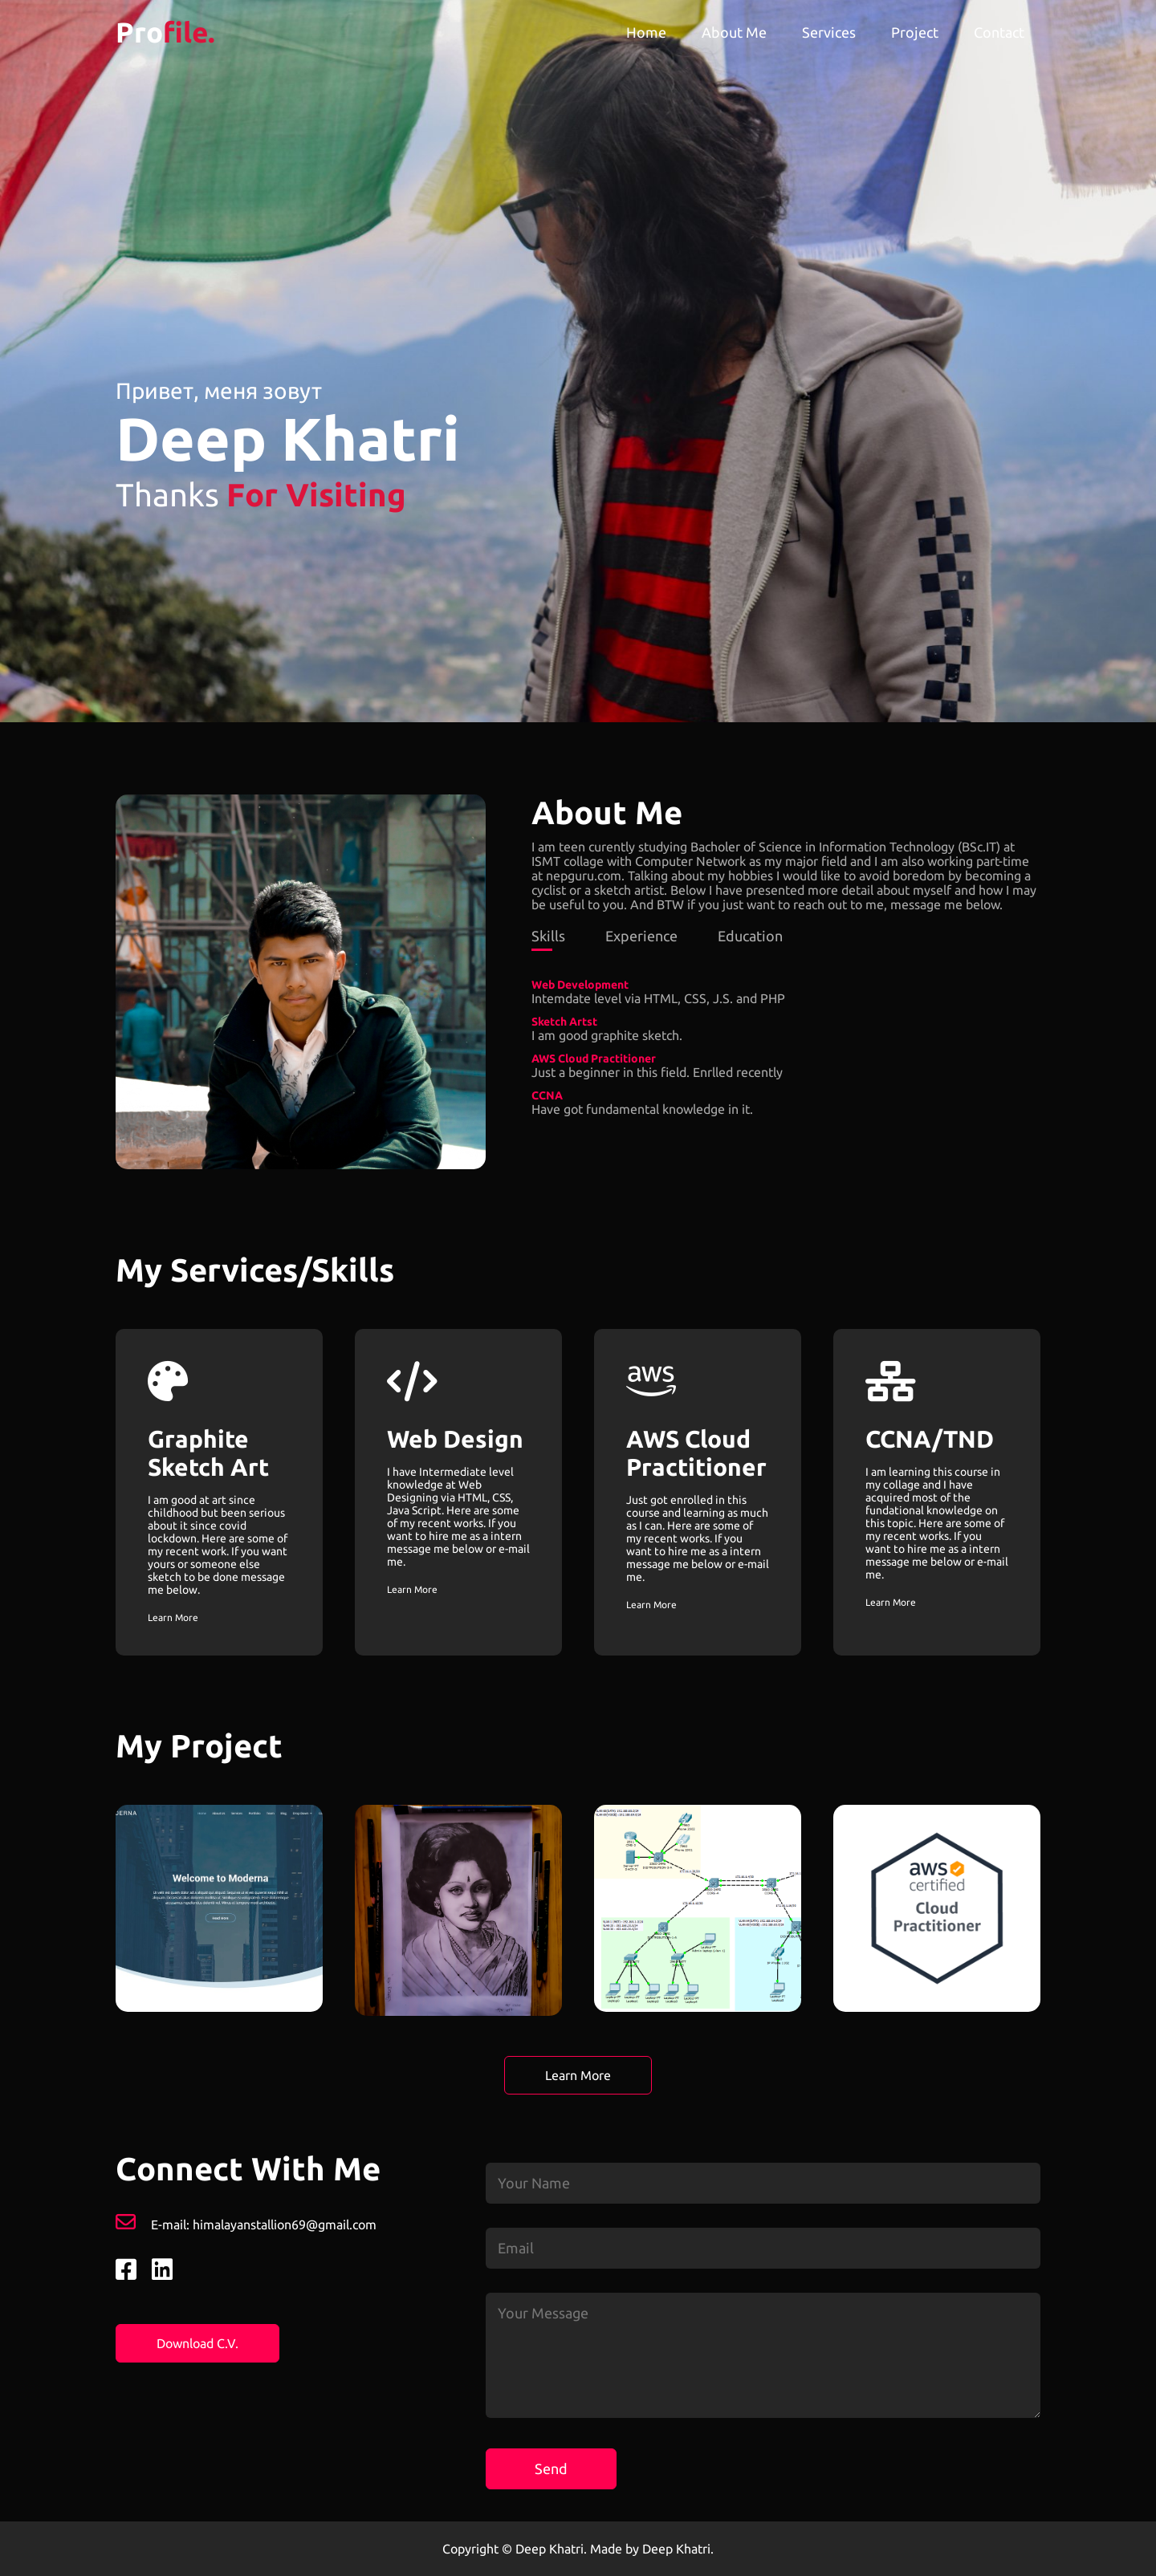 Profile.
Home About Me Services Project Contact
Привет, меня зовут
Deep Khatri
Thanks For Visiting
About Me
I am teen curently studying Bacholer of Science in Information Technology (BSc.IT) at
ISMT collage with Computer Network as my major field and I am also working part-time
at nepguru.com. Talking about my hobbies I would like to avoid boredom by becoming a
cyclist or a sketch artist. Below I have presented more detail about myself and how I may
be useful to you. And BTW if you just want to reach out to me, message me below.
Skills Experience Education
Web Development
Intemdate level via HTML, CSS, J.S. and PHP
Sketch Artst
I am good graphite sketch.
AWS Cloud Practitioner
Just a beginner in this field. Enrlled recently
CCNA
Have got fundamental knowledge in it.
My Services/Skills
Graphite
Sketch Art
I am good at art since
childhood but been serious
about it since covid
lockdown. Here are some of
my recent work. If you want
yours or someone else
sketch to be done message
me below.
Learn More
Web Design
I have Intermediate level
knowledge at Web
Designing via HTML, CSS,
Java Script. Here are some
of my recent works. If you
want to hire me as a intern
message me below or e-mail
me.
Learn More
aws
AWS Cloud
Practitioner
Just got enrolled in this
course and learning as much
as I can. Here are some of
my recent works. If you
want to hire me as a intern
message me below or e-mail
me.
Learn More
CCNA/TND
I am learning this course in
my collage and I have
acquired most of the
fundational knowledge on
this topic. Here are some of
my recent works. If you
want to hire me as a intern
message me below or e-mail
me.
Learn More
My Project
Welcome to Moderna
aws
certified
Cloud
Practitioner
Learn More
Connect With Me
E-mail: himalayanstallion69@gmail.com
Download C.V.
Your Name
Email
Your Message
Send
Copyright © Deep Khatri. Made by Deep Khatri.